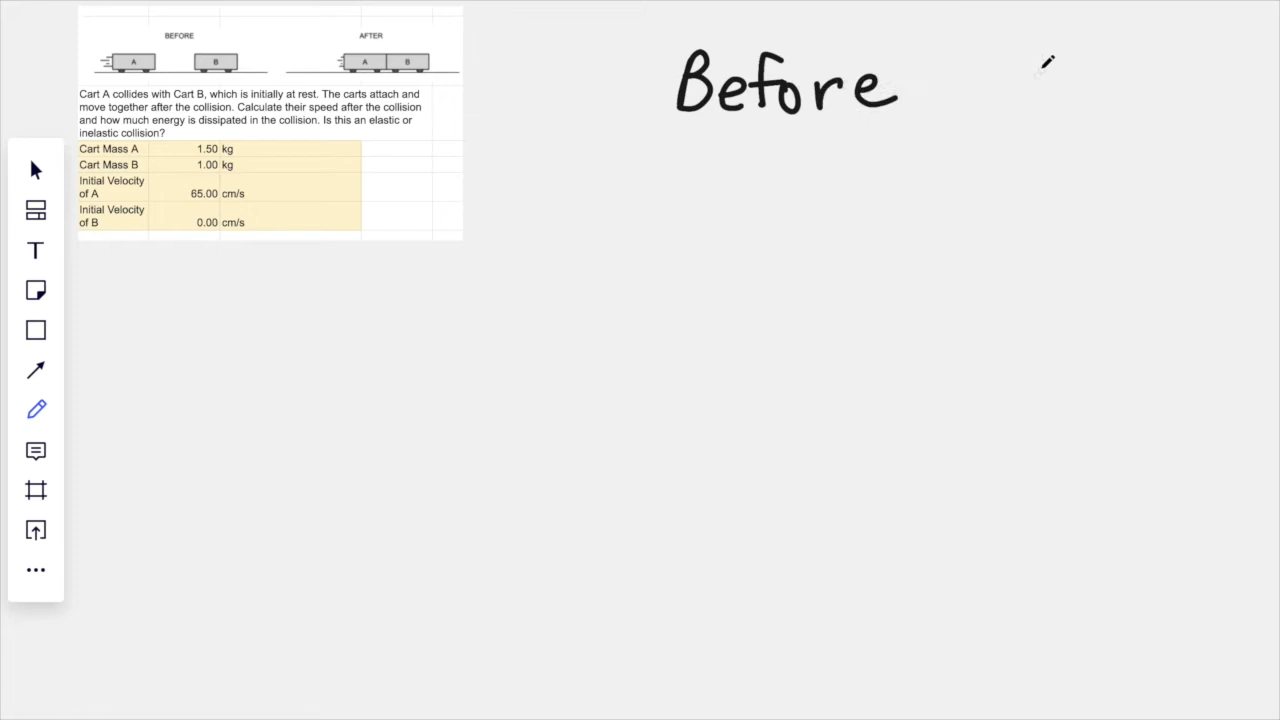 BEFORE AFTER
A B A B
Cart A collides with Cart B, which is initially at rest. The carts attach and
move together after the collision. Calculate their speed after the collision
and how much energy is dissipated in the collision. Is this an elastic or
inelastic collision?
Cart Mass A 1.50 kg
Cart Mass B 1.00 kg
Initial Velocity
of A 65.00 cm/s
Initial Velocity
of B 0.00 cm/s
Before
T